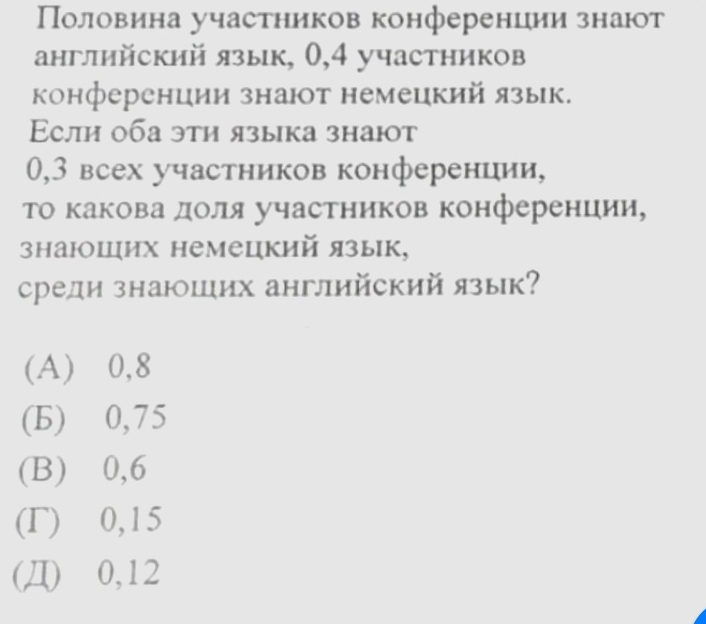 Половина участников конференции знают
английский язык, 0,4 участников
конференции знают немецкий язык.
Если оба эти языка знают
0,3 всех участников конференции,
то какова доля участников конференции,
знающих немецкий язык,
среди знающих английский язык?
(А) 0,8
(Б) 0,75
(В) 0,6
(Г) 0,15
(Д) 0,12